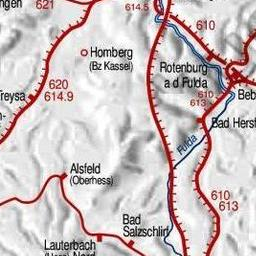 621
614.5
610
Homberg
(Bz Kassel)
Rotenburg
a d Fulda
620
614.9
610
613
Beb
Treysa
Bad Hersf
Fulda
Alsfeld
(Oberhess)
610
613
Bad
Salzschlirf
Lauterbach
Nord